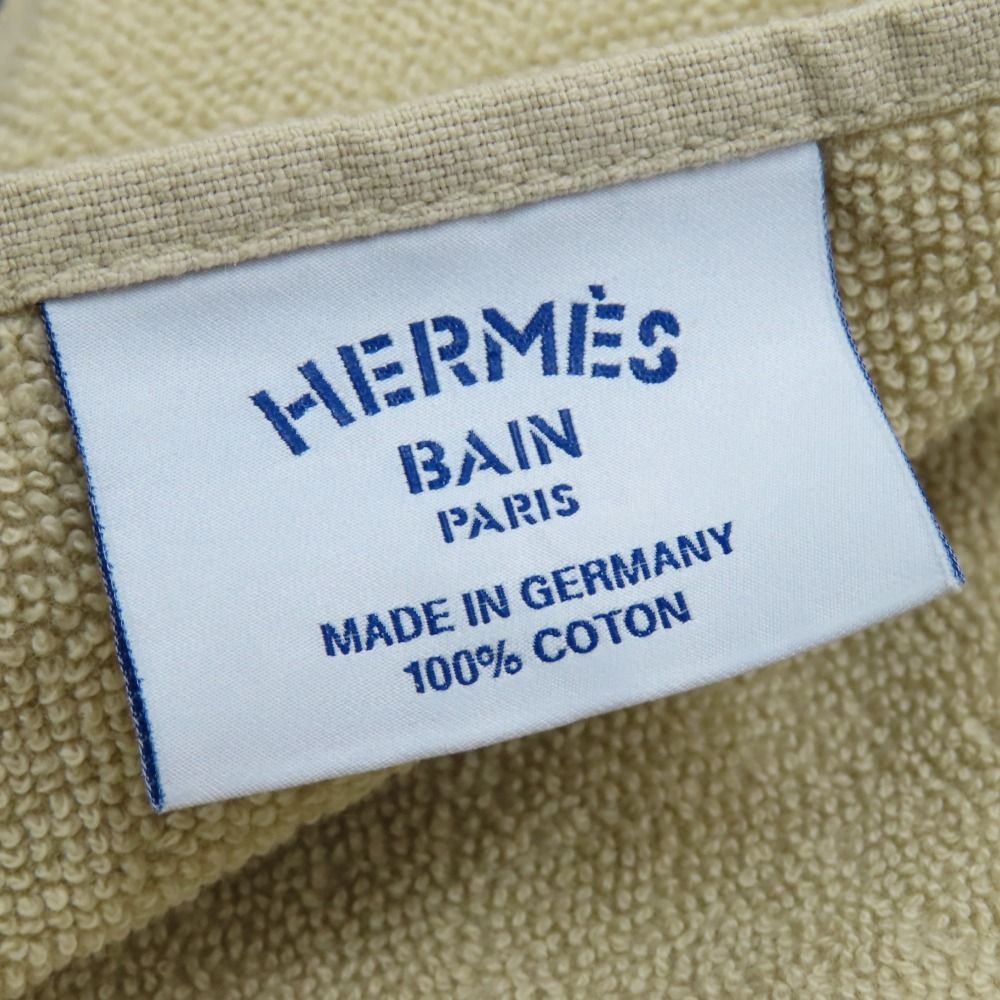 HERMÈS
BAIN
PARIS
MADE IN GERMANY
100% COTON